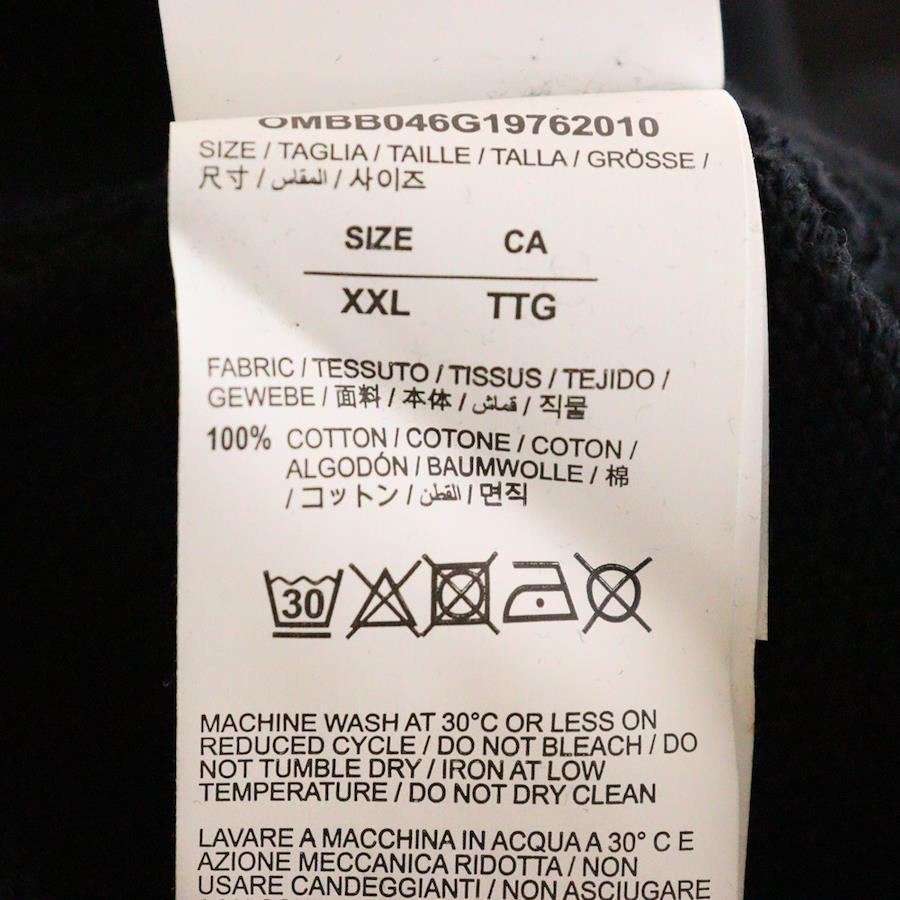 OMBB046G19762010
SIZE / TAGLIA / TAILLE / TALLA / GRÖSSE /
尺寸 / المقاس / 사이즈
SIZE CA
XXL TTG
FABRIC / TESSUTO / TISSUS / TEJIDO /
GEWEBE / 面料 / 本体 / قماش / 직물
100% COTTON / COTONE / COTON /
ALGODÓN / BAUMWOLLE / 棉
/ コットン / القطن / 면직
30
MACHINE WASH AT 30°C OR LESS ON
REDUCED CYCLE / DO NOT BLEACH / DO
NOT TUMBLE DRY / IRON AT LOW
TEMPERATURE / DO NOT DRY CLEAN
LAVARE A MACCHINA IN ACQUA A 30° C E
AZIONE MECCANICA RIDOTTA / NON
USARE CANDEGGIANTI / NON ASCIUGARE